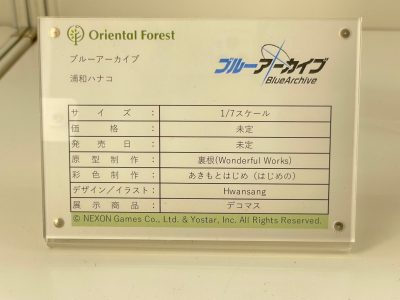 Oriental Forest
ブルーアーカイブ
浦和ハナコ
ブルーアーカイブ
BlueArchive
サイズ： 1/7スケール
価格： 未定
発売日： 未定
原型制作： 裏根(Wonderful Works)
彩色制作： あきもとはじめ（はじめの）
デザイン/イラスト： Hwansang
展示商品： デコマス
© NEXON Games Co., Ltd. & Yostar, Inc. All Rights Reserved.